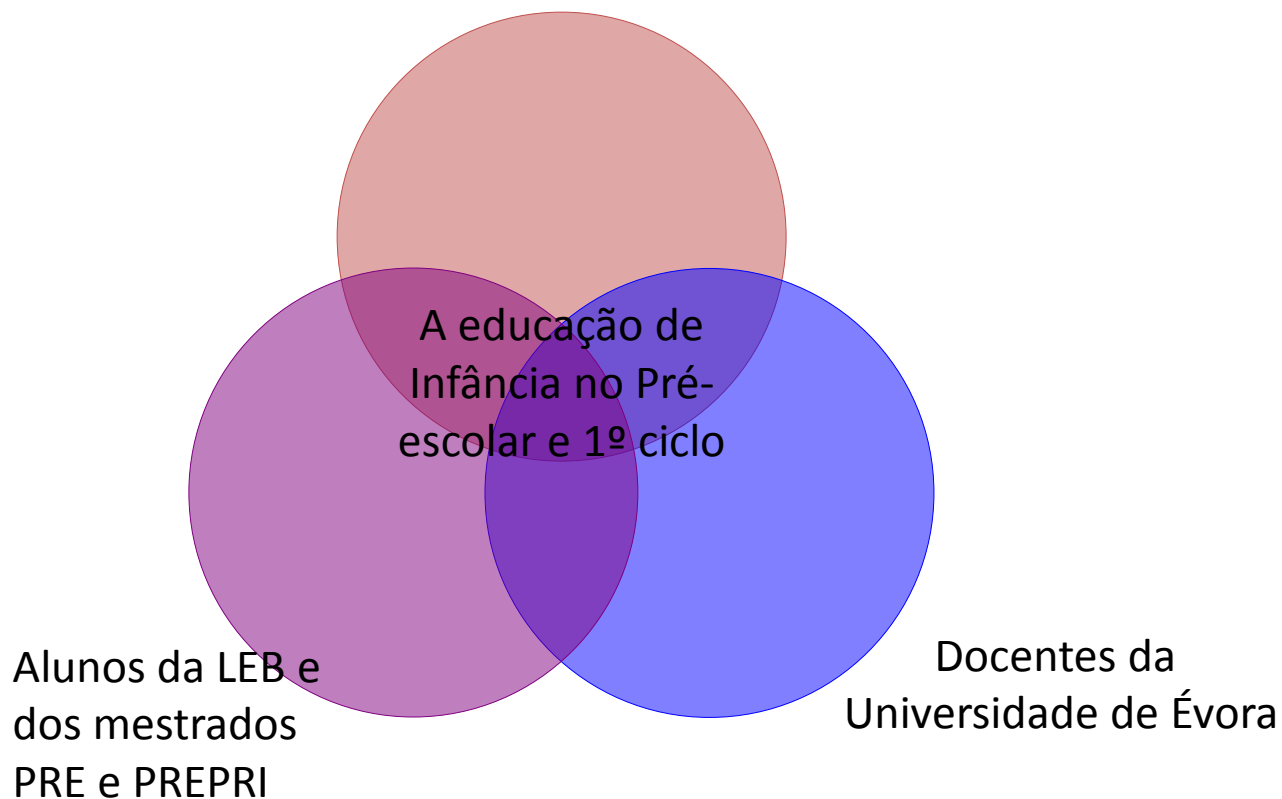 A educação de
Infância no Pré-
escolar e 1º ciclo
Alunos da LEB e
dos mestrados
PRE e PREPRI
Docentes da
Universidade de Évora